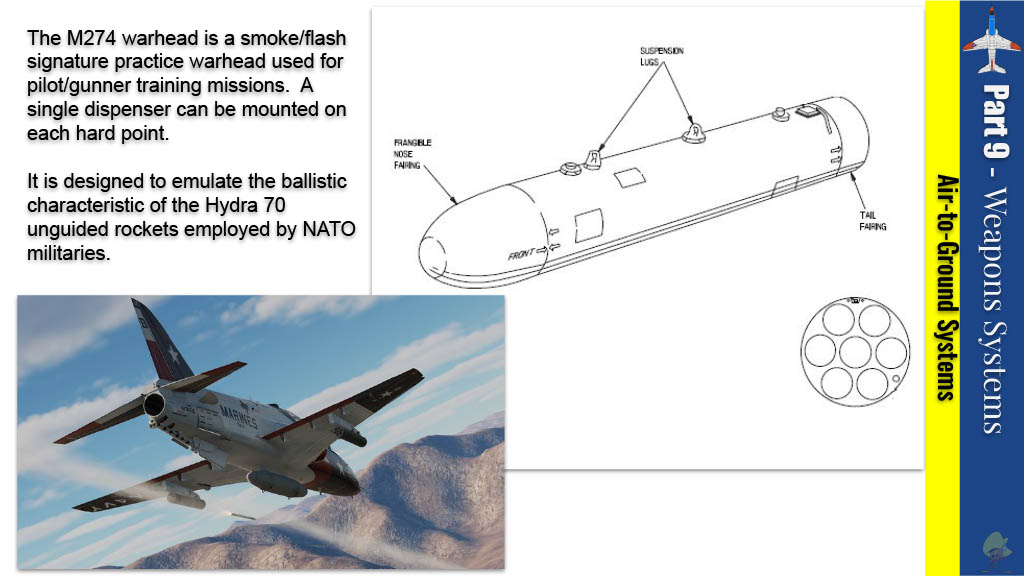 The M274 warhead is a smoke/flash
signature practice warhead used for
pilot/gunner training missions. A
single dispenser can be mounted on
each hard point.
It is designed to emulate the ballistic
characteristic of the Hydra 70
unguided rockets employed by NATO
militaries.
SUSPENSION
LUGS
FRANGIBLE
NOSE
FAIRING
FRONT
TAIL
FAIRING
MARINES
Part 9 - Weapons Systems
Air-to-Ground Systems